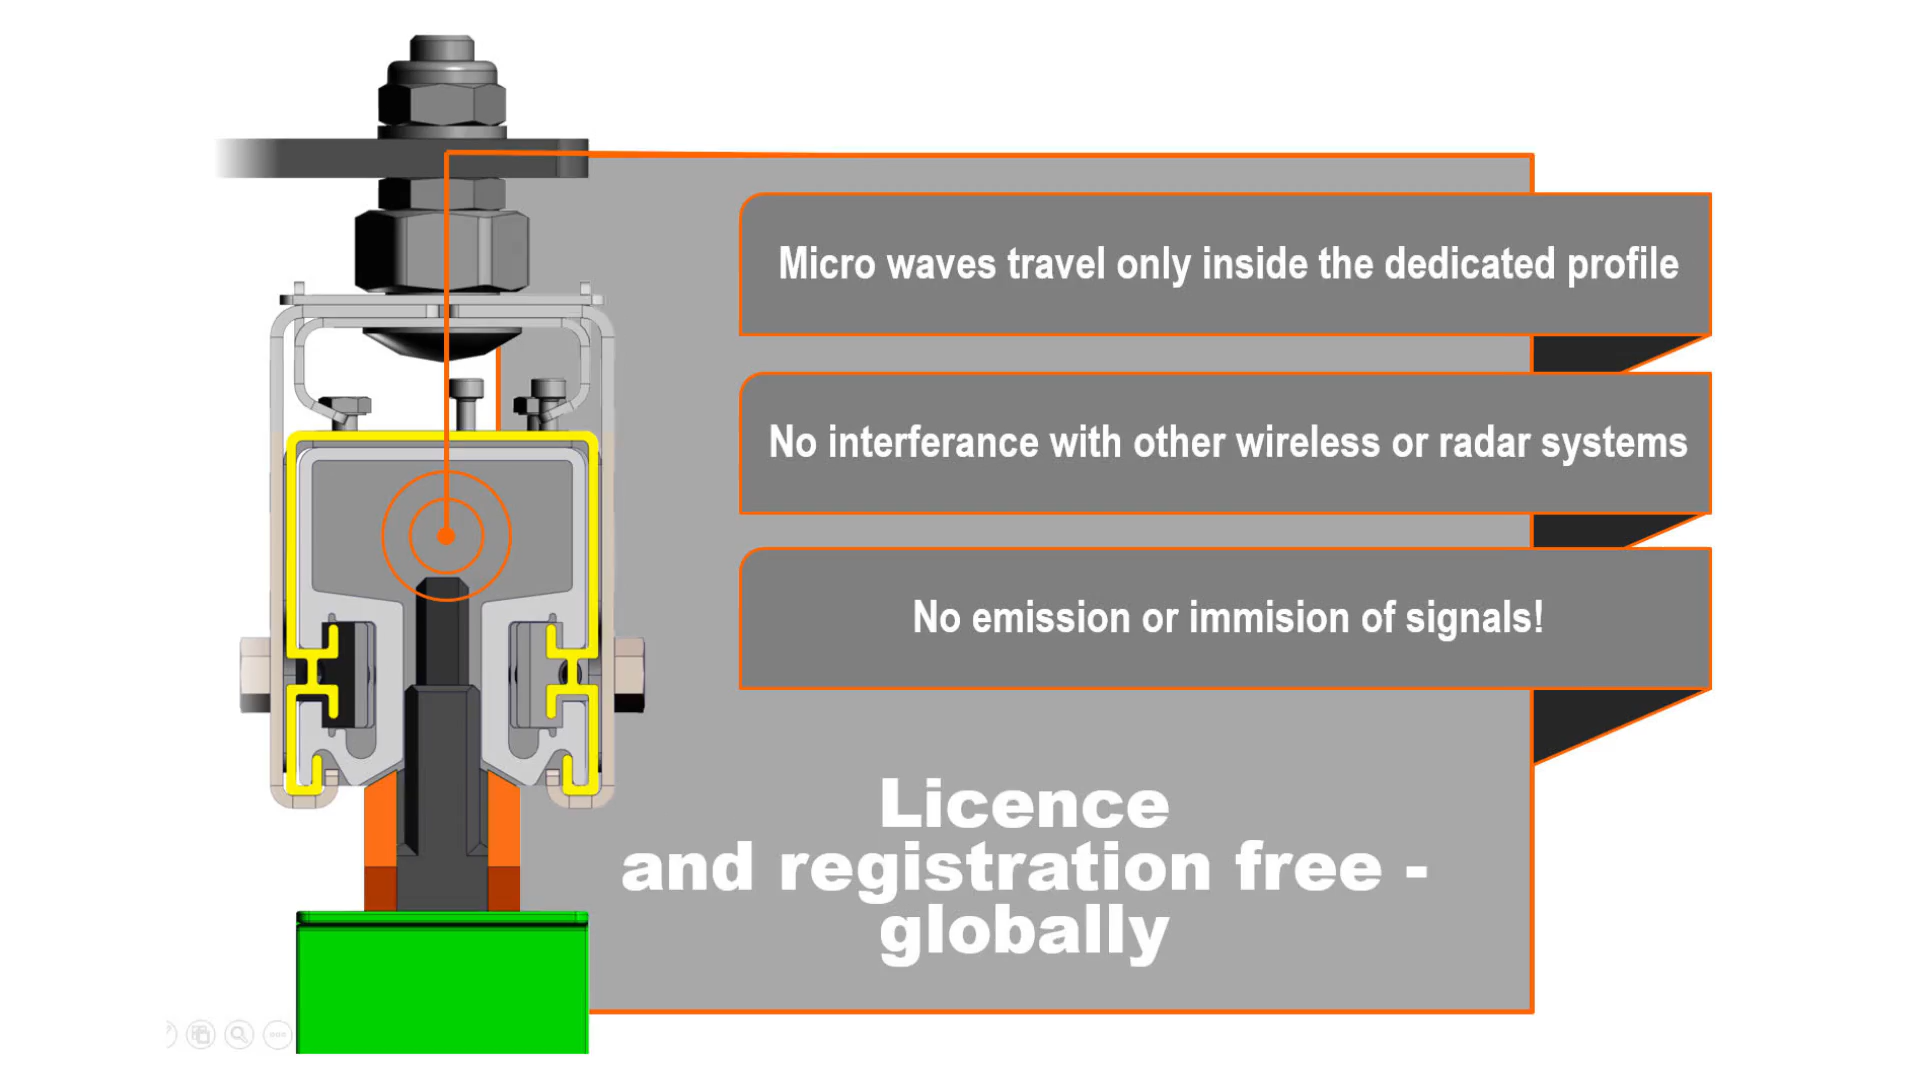 Micro waves travel only inside the dedicated profile
No interferance with other wireless or radar systems
No emission or immision of signals!
Licence
and registration free -
globally